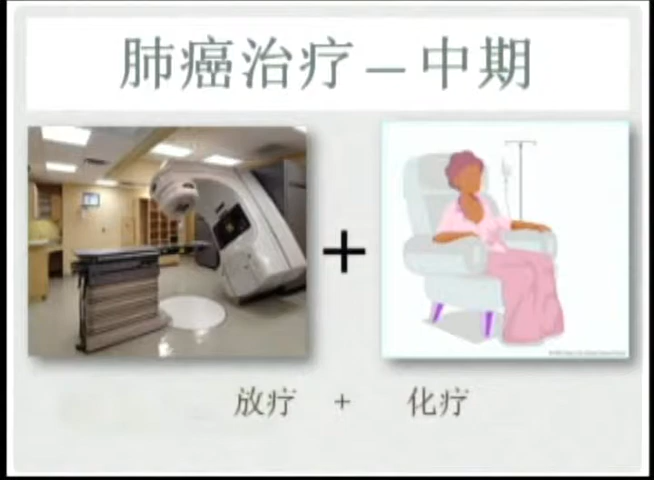 肺癌治疗 — 中期
+
放疗 + 化疗